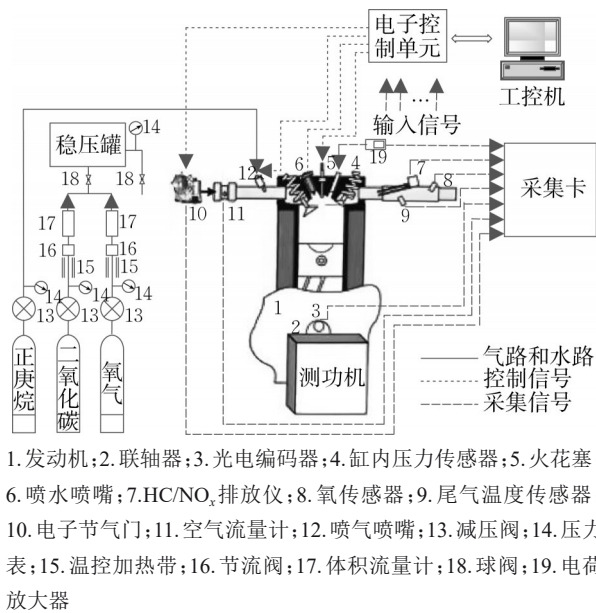 电子控
制单元
工控机
输入信号
14
稳压罐
19
18
18
12
6
5
4
7
8
采集卡
10
11
9
17
17
16
15
16
15
14
14
14
13
13
13
1
3
2
测功机
正庚烷
二氧化碳
氧气
气路和水路
控制信号
采集信号
1.发动机;2.联轴器;3.光电编码器;4.缸内压力传感器;5.火花塞
6.喷水喷嘴;7.HC/NOx排放仪;8.氧传感器;9.尾气温度传感器
10.电子节气门;11.空气流量计;12.喷气喷嘴;13.减压阀;14.压力
表;15.温控加热带;16.节流阀;17.体积流量计;18.球阀;19.电荷
放大器